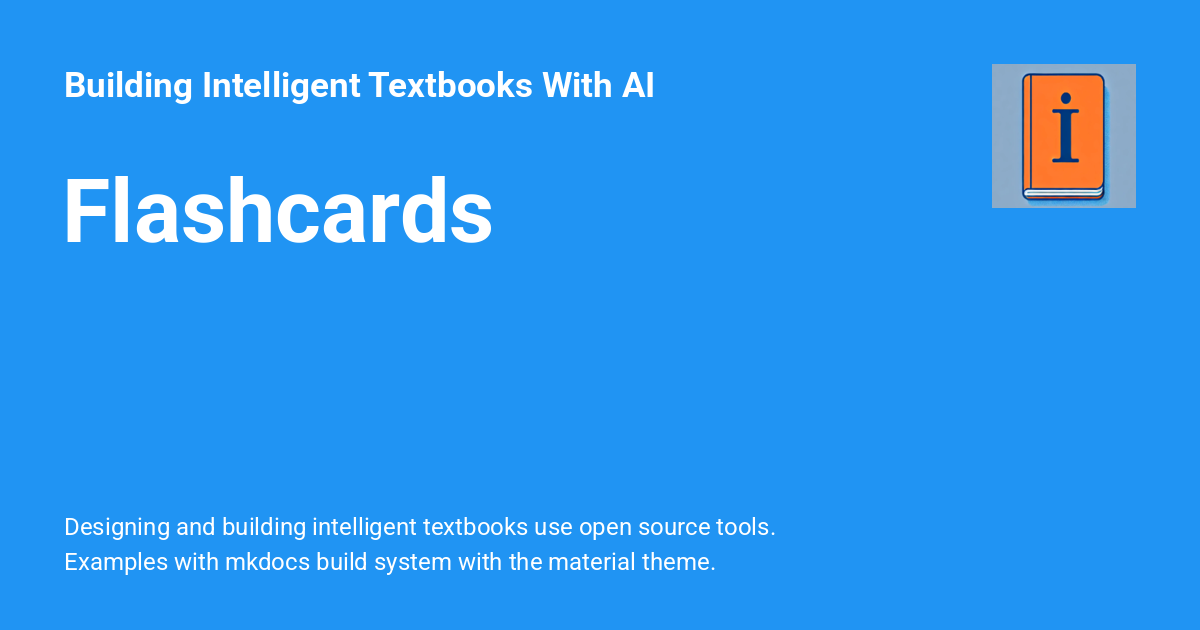 Building Intelligent Textbooks With AI
i
Flashcards
Designing and building intelligent textbooks use open source tools.
Examples with mkdocs build system with the material theme.